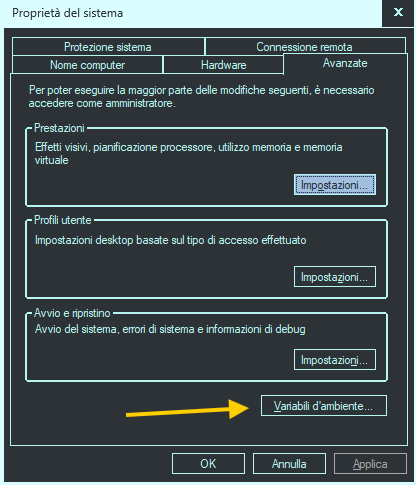 Proprietà del sistema
X
Protezione sistema
Connessione remota
Nome computer
Hardware
Avanzate
Per poter eseguire la maggior parte delle modifiche seguenti, è necessario
accedere come amministratore.
Prestazioni
Effetti visivi, pianificazione processore, utilizzo memoria e memoria
virtuale
Impostazioni...
Profili utente
Impostazioni desktop basate sul tipo di accesso effettuato
Impostazioni...
Avvio e ripristino
Avvio del sistema, errori di sistema e informazioni di debug
Impostazioni...
Variabili d'ambiente...
OK
Annulla
Applica